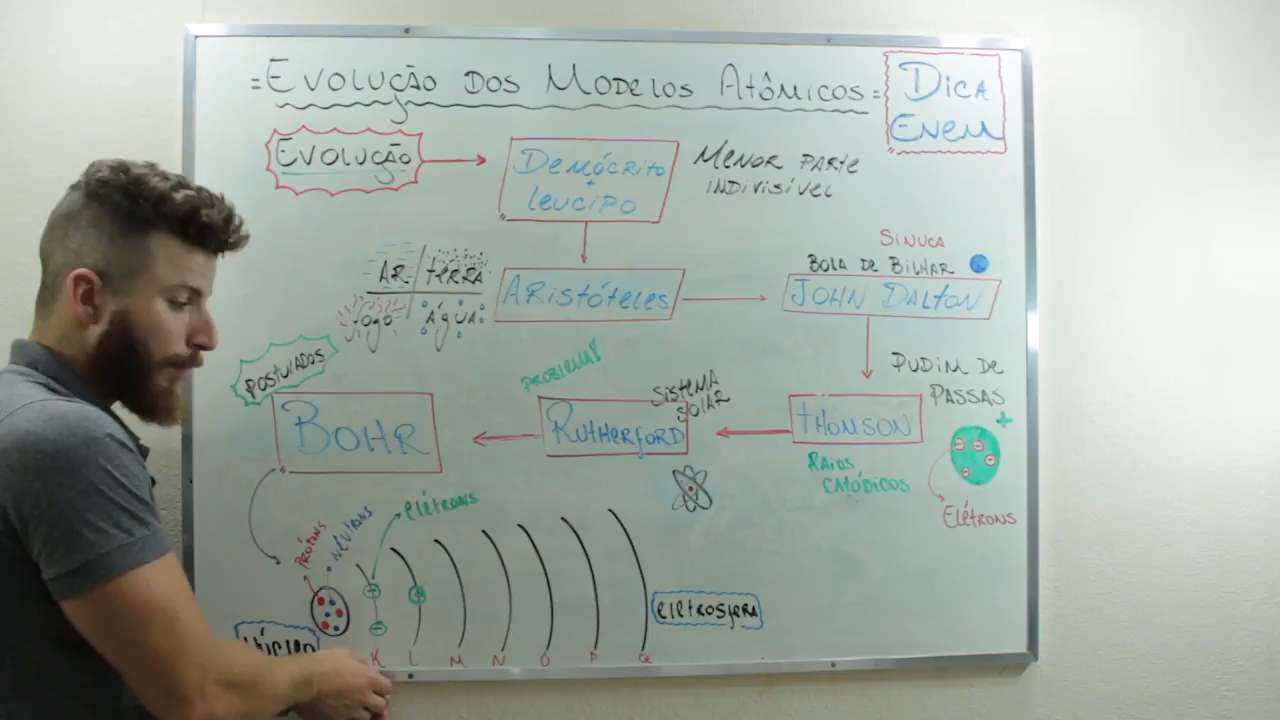 = EVOLUÇÃO DOS MODELOS ATÔMICOS =
DICA
ENEM
EVOLUÇÃO
DEMÓCRITO
+
LEUCIPO
MENOR PARTE
INDIVISÍVEL
AR
TERRA
FOGO
ÁGUA
ARISTÓTELES
SINUCA
BOLA DE BILHAR
JOHN DALTON
PUDIM DE
PASSAS
+
THOMSON
RAIOS
CATÓDICOS
ELÉTRONS
SISTEMA
SOLAR
PROBLEMA!
RUTHERFORD
POSTULADOS
BOHR
PRÓTONS
NEUTRONS
ELÉTRONS
ELETROSFERA
NÚCLEO
K L M N O P Q